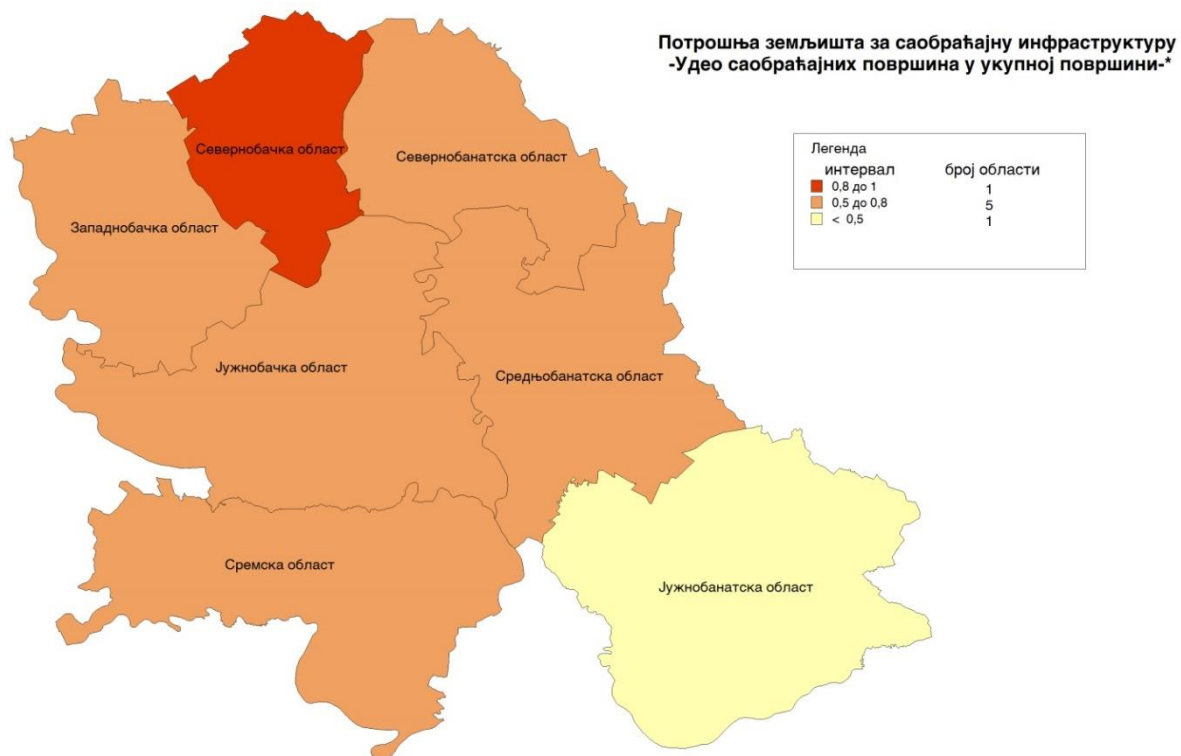 Потрошња земљишта за саобраћајну инфраструктуру
-Удео саобраћајних површина у укупној површини-*
Легенда
интервал број области
0,8 до 1 1
0,5 до 0,8 5
< 0,5 1
Севернобачка област
Севернобанатска област
Западнобачка област
Јужнобачка област
Средњобанатска област
Сремска област
Јужнобанатска област